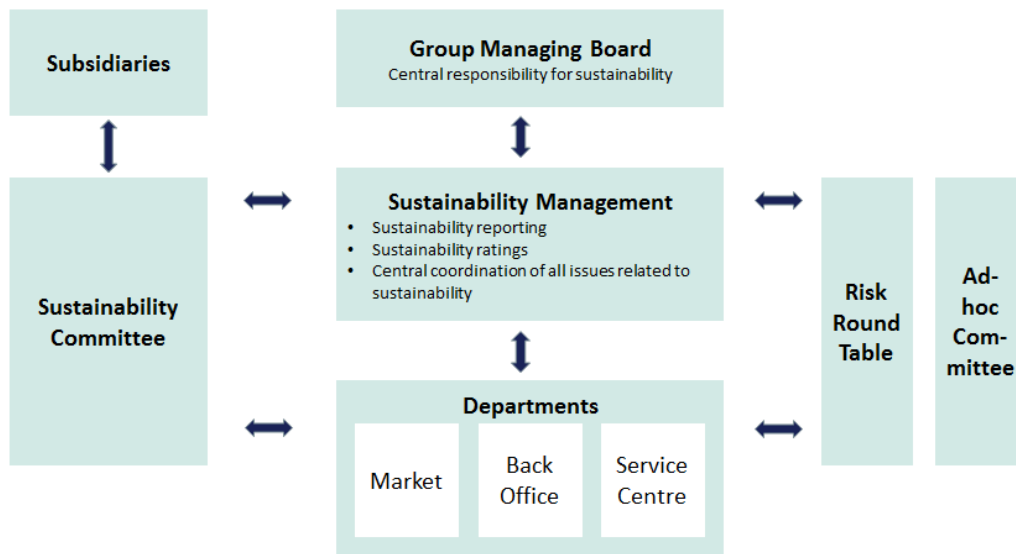 Subsidiaries
Group Managing Board
Central responsibility for sustainability
Sustainability Management
• Sustainability reporting
• Sustainability ratings
• Central coordination of all issues related to
sustainability
Sustainability
Committee
Risk
Round
Table
Ad-
hoc
Com-
mittee
Departments
Market
Back
Office
Service
Centre